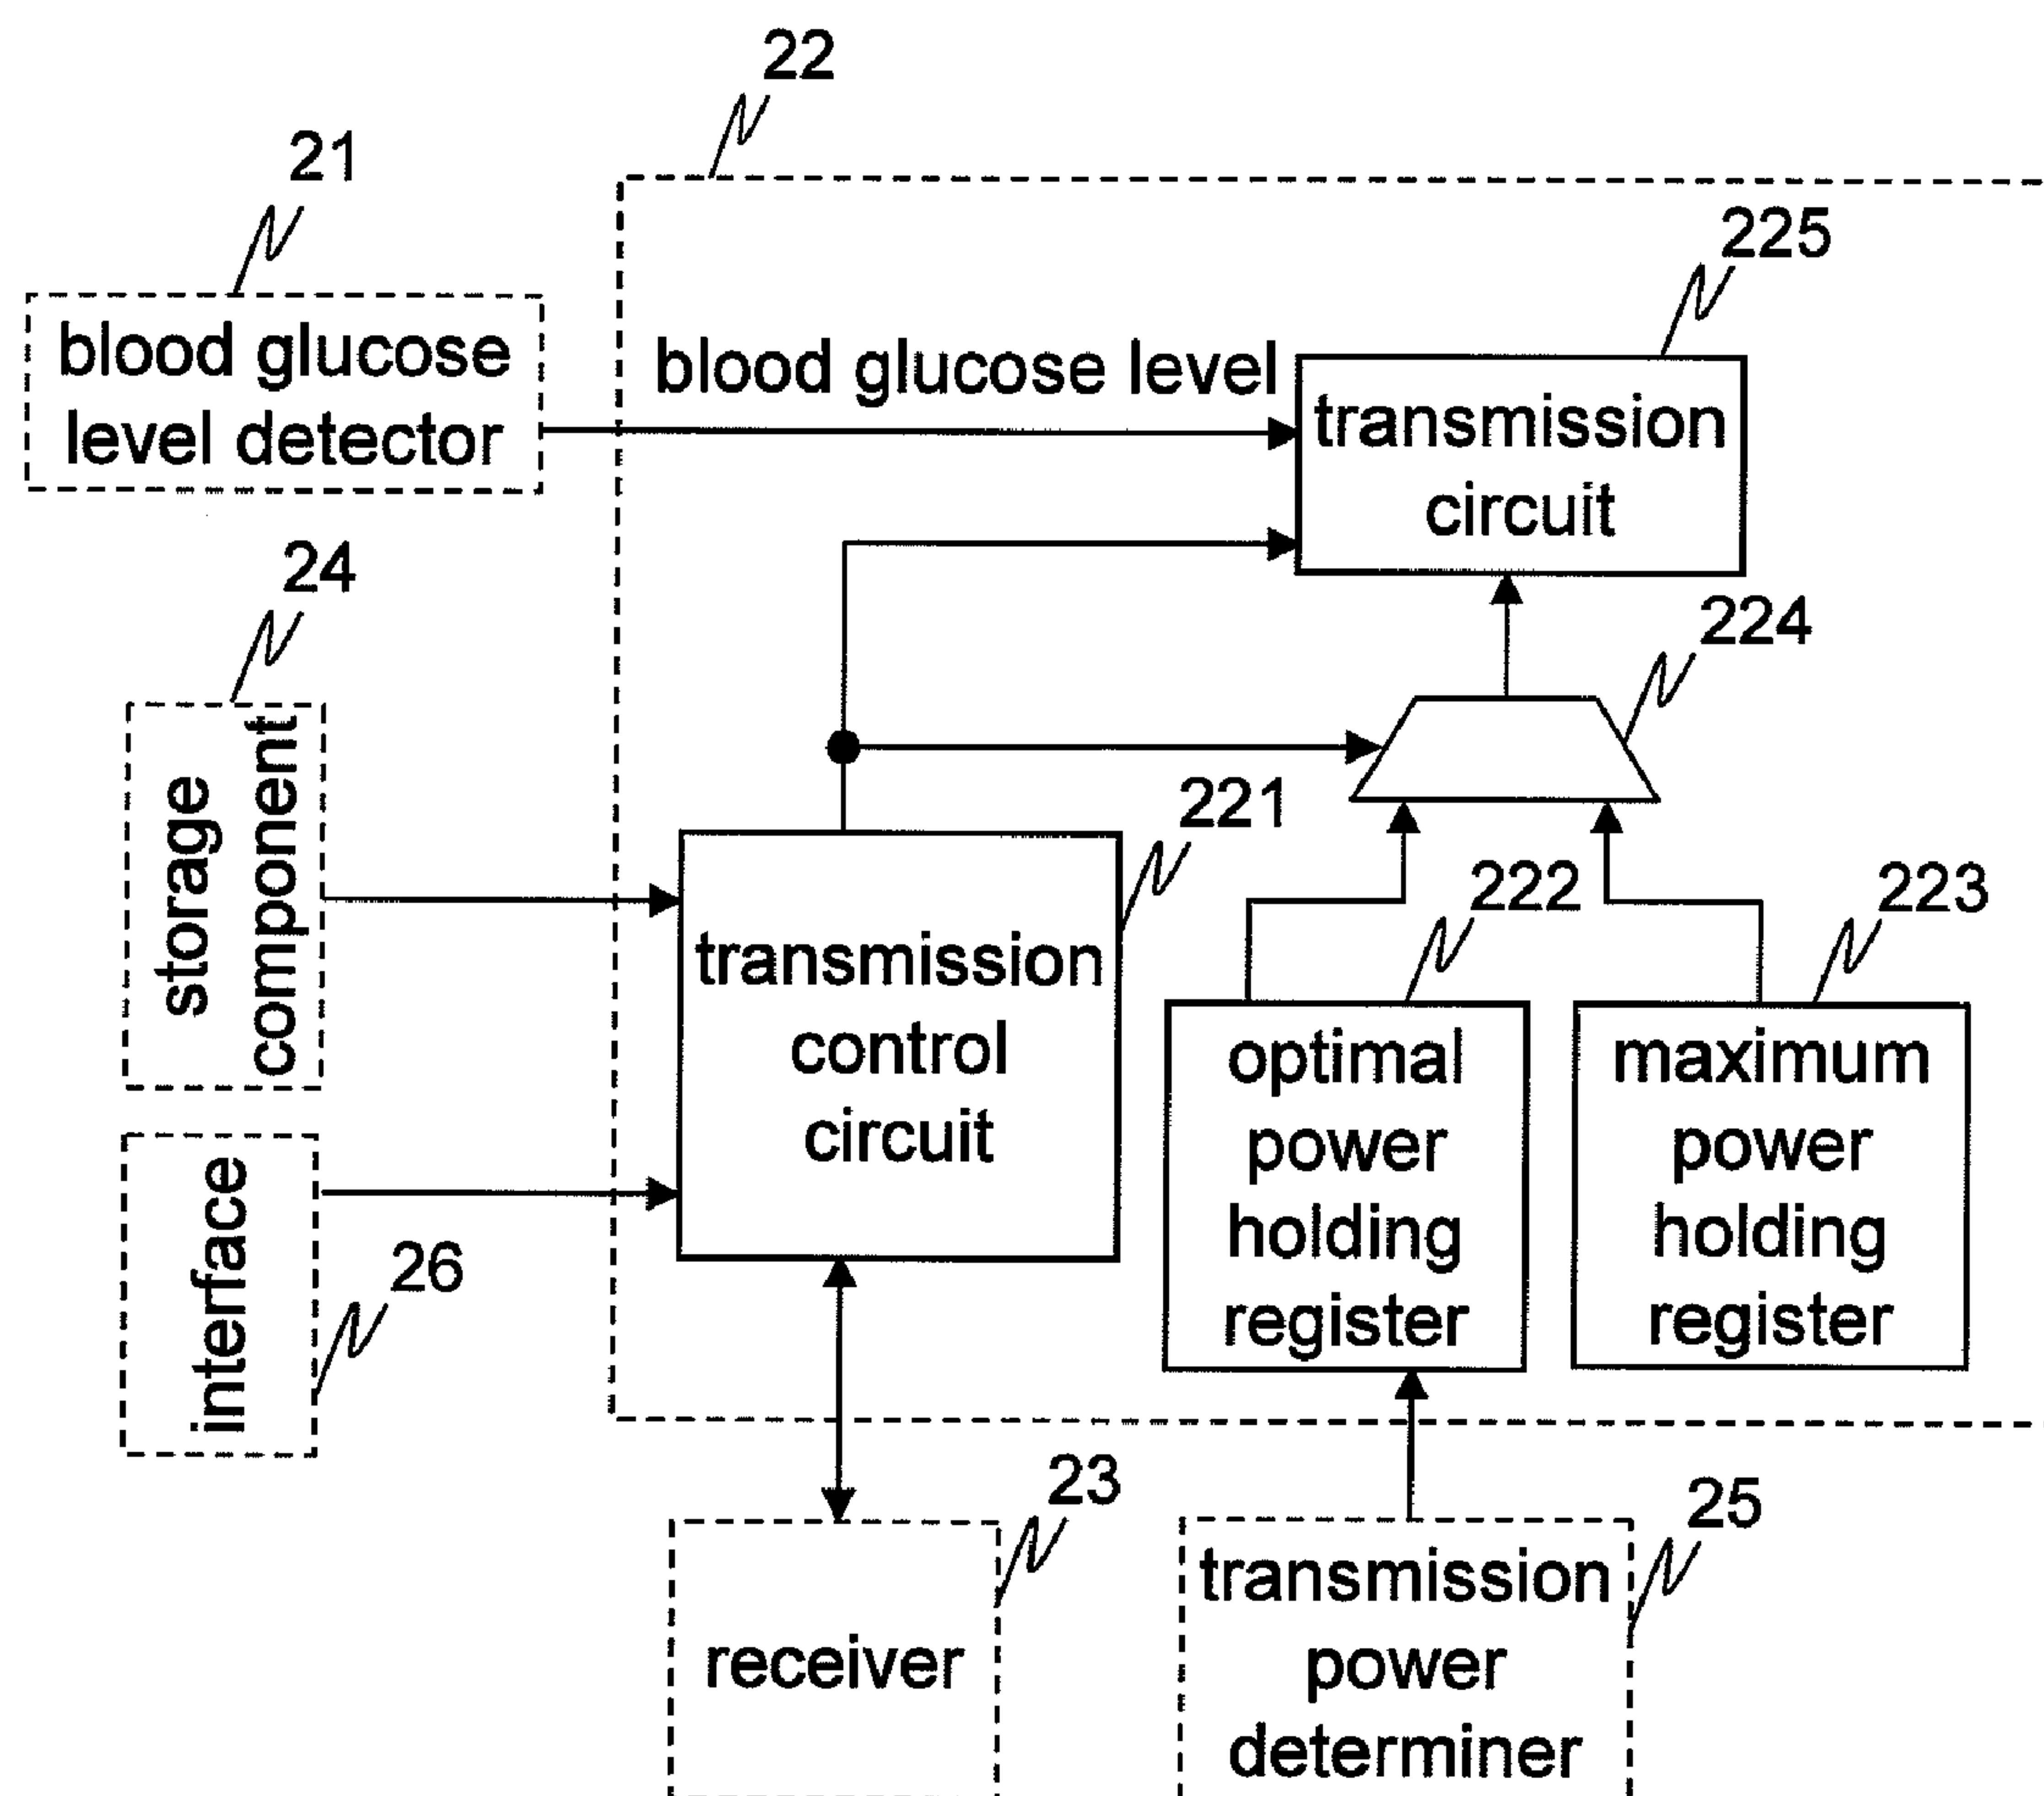 22
21
225
blood glucose
level detector
blood glucose level
transmission
circuit
24
224
storage
component
221
transmission
control
circuit
222
223
optimal
power
holding
register
maximum
power
holding
register
interface
26
23
25
receiver
transmission
power
determiner